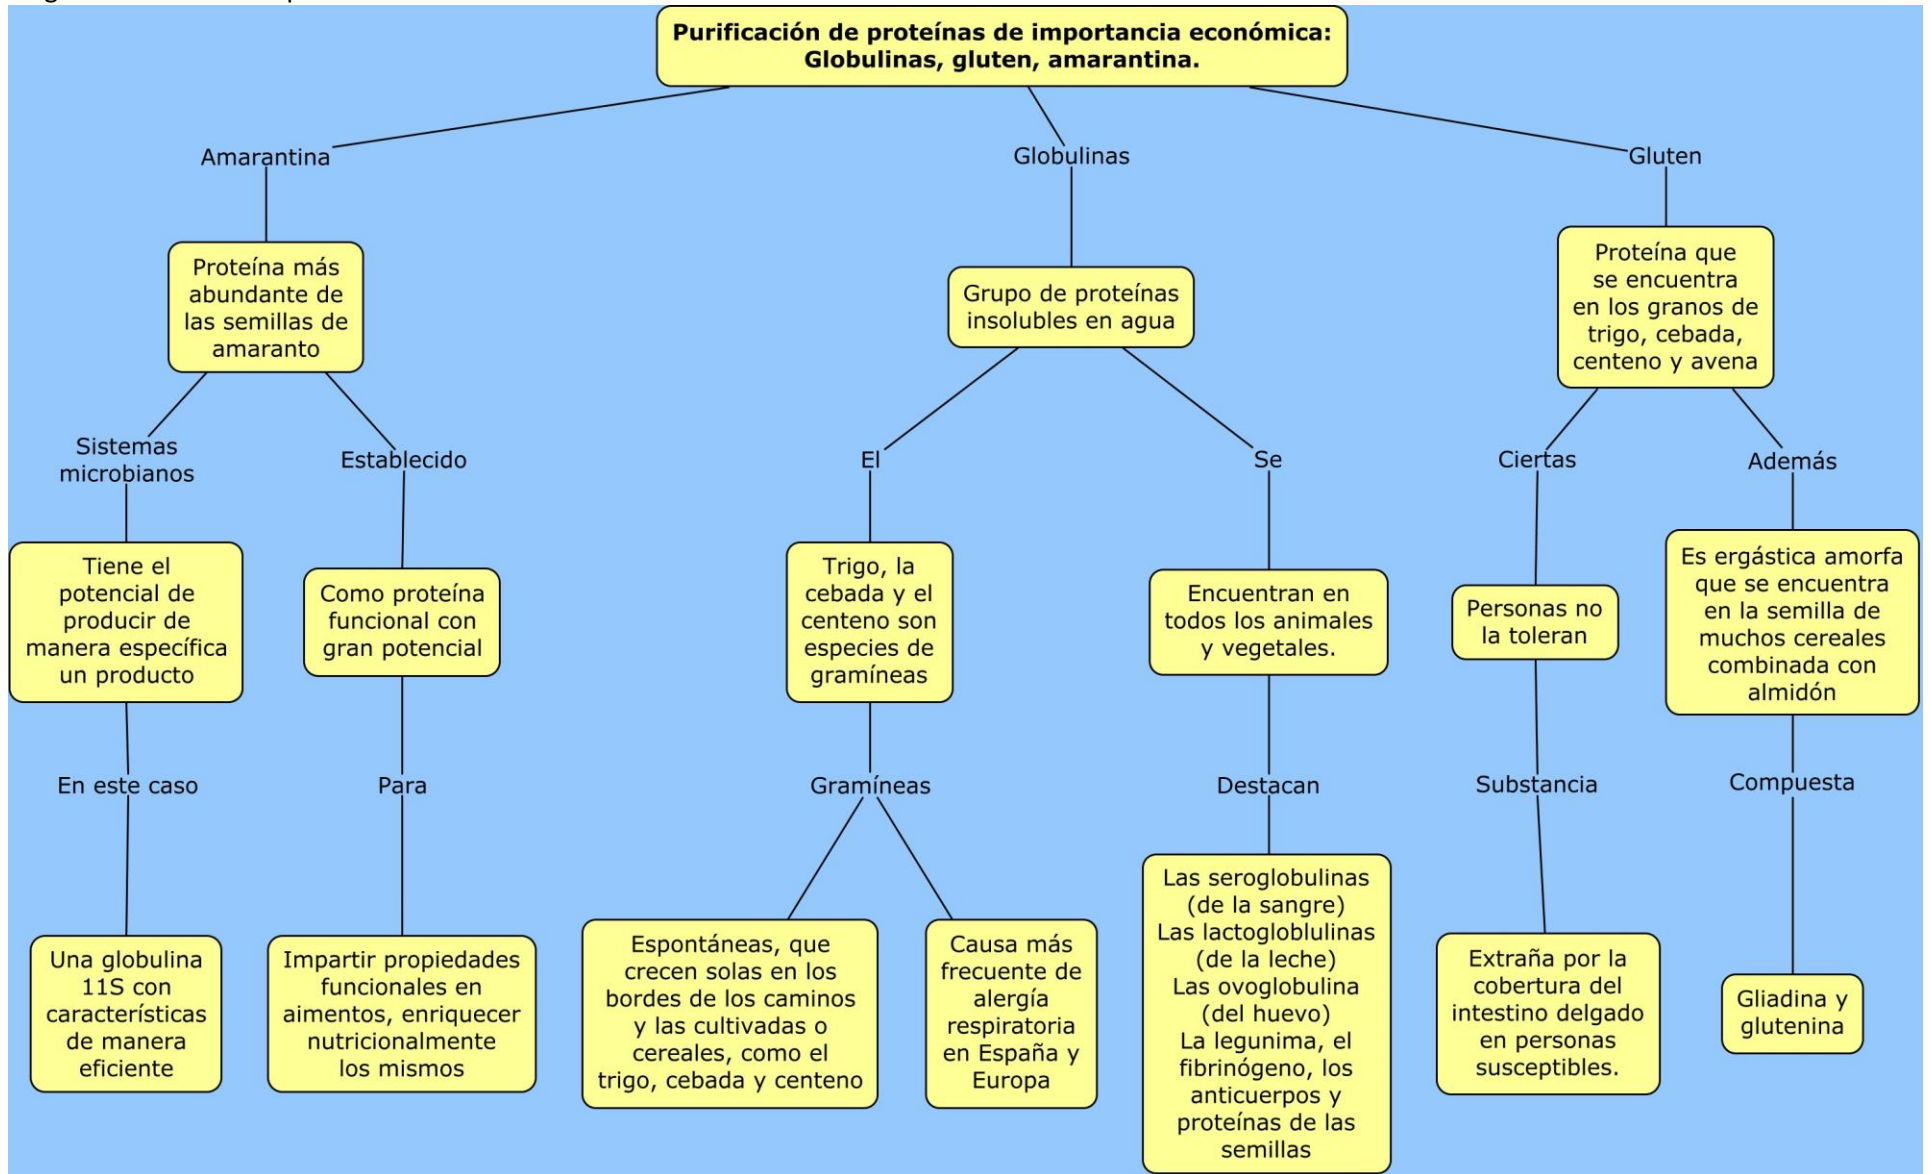 Purificación de proteínas de importancia económica:
Globulinas, gluten, amarantina.
Amarantina
Globulinas
Gluten
Proteína más
abundante de
las semillas de
amaranto
Grupo de proteínas
insolubles en agua
Proteína que
se encuentra
en los granos de
trigo, cebada,
centeno y avena
Sistemas
microbianos
Establecido
El
Se
Ciertas
Además
Tiene el
potencial de
producir de
manera específica
un producto
Como proteína
funcional con
gran potencial
Trigo, la
cebada y el
centeno son
especies de
gramíneas
Encuentran en
todos los animales
y vegetales.
Personas no
la toleran
Es ergástica amorfa
que se encuentra
en la semilla de
muchos cereales
combinada con
almidón
En este caso
Para
Gramíneas
Destacan
Substancia
Compuesta
Una globulina
11S con
características
de manera
eficiente
Impartir propiedades
funcionales en
aimentos, enriquecer
nutricionalmente
los mismos
Espontáneas, que
crecen solas en los
bordes de los caminos
y las cultivadas o
cereales, como el
trigo, cebada y centeno
Causa más
frecuente de
alergía
respiratoria
en España y
Europa
Las seroglobulinas
(de la sangre)
Las lactogloblulinas
(de la leche)
Las ovoglobulina
(del huevo)
La legunima, el
fibrinógeno, los
anticuerpos y
proteínas de las
semillas
Extraña por la
cobertura del
intestino delgado
en personas
susceptibles.
Gliadina y
glutenina